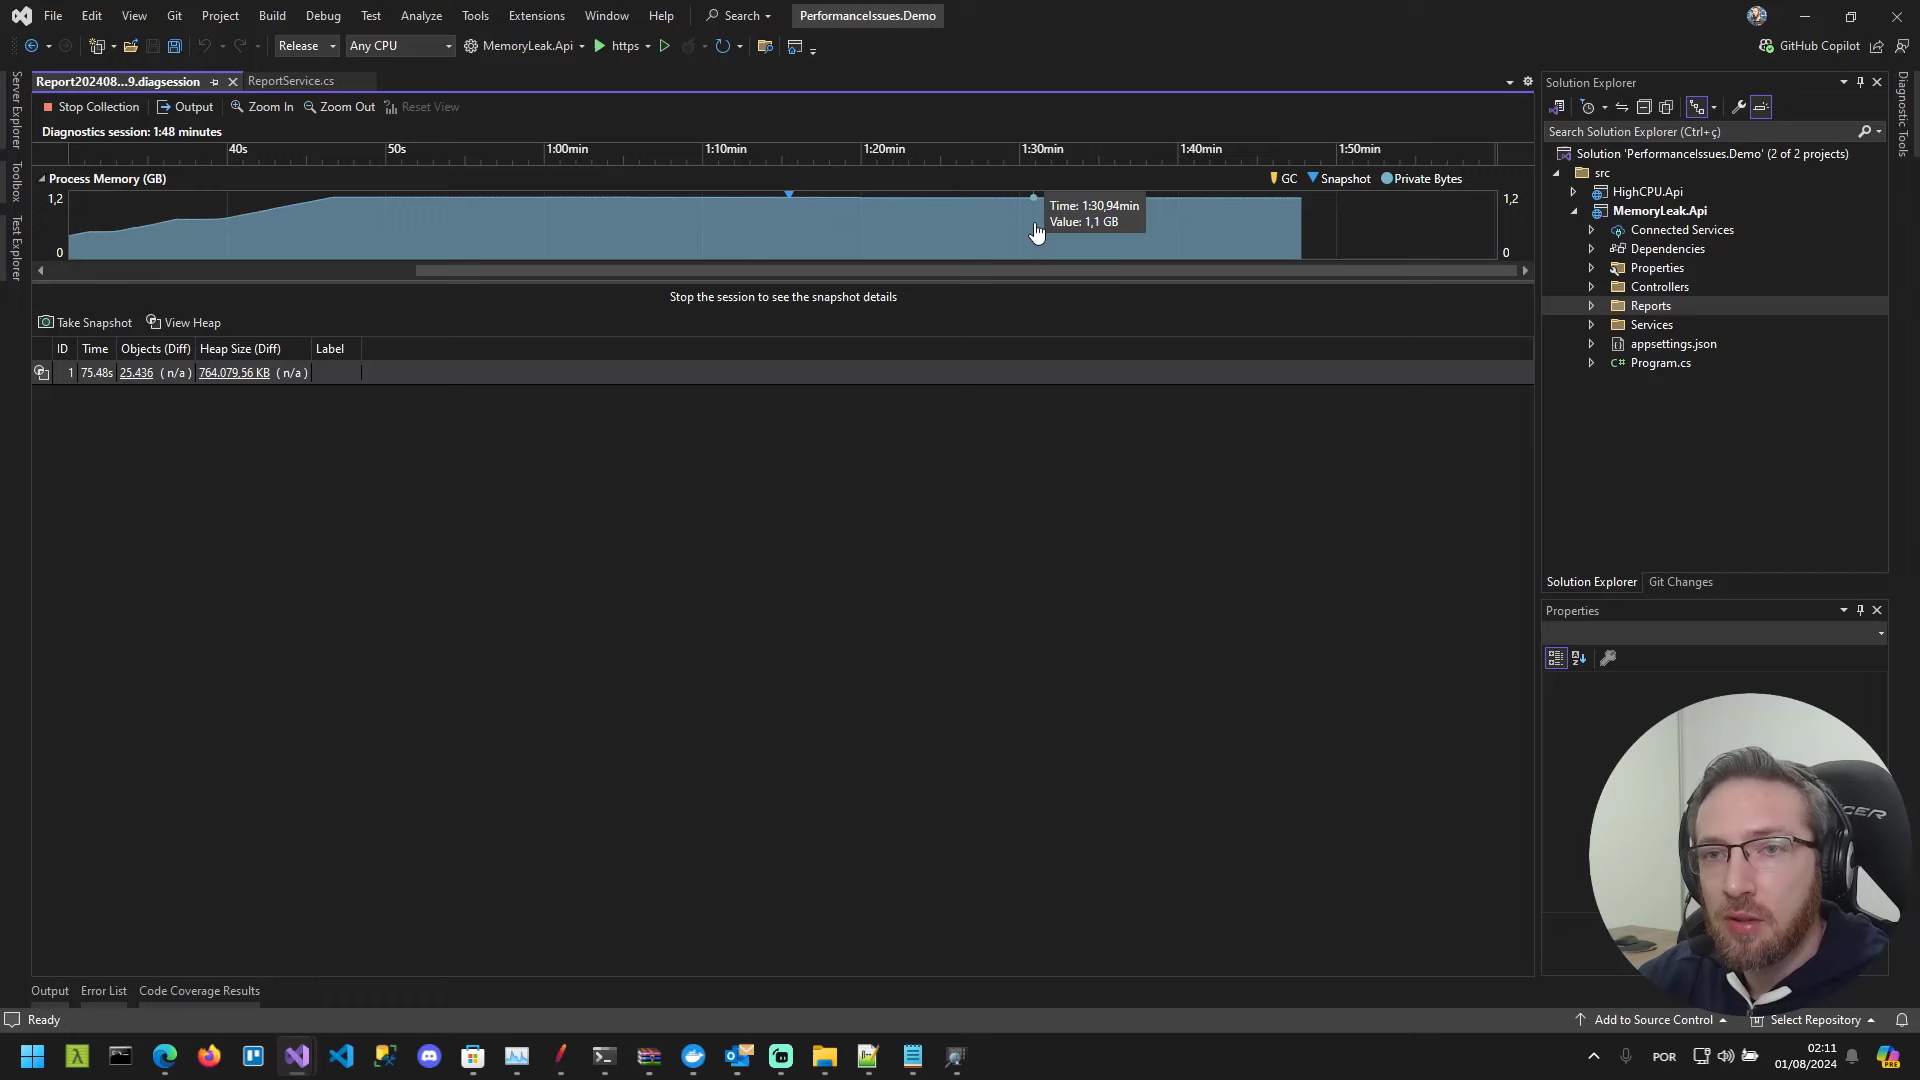 File Edit View Git Project Build Debug Test Analyze Tools Extensions Window Help Search PerformanceIssues.Demo
Release Any CPU MemoryLeak.Api https GitHub Copilot
Server Explorer
Toolbox
Test Explorer
Report202408...9.diagsession ReportService.cs
Stop Collection Output Zoom In Zoom Out Reset View
Diagnostics session: 1:48 minutes
40s 50s 1:00min 1:10min 1:20min 1:30min 1:40min 1:50min
Process Memory (GB) GC Snapshot Private Bytes
1,2 1,2
Time: 1:30,94min
Value: 1,1 GB
0 0
Stop the session to see the snapshot details
Take Snapshot View Heap
ID Time Objects (Diff) Heap Size (Diff) Label
1 75.48s 25.436 ( n/a ) 764.079,56 KB ( n/a )
Solution Explorer
Search Solution Explorer (Ctrl+ç)
Solution 'PerformanceIssues.Demo' (2 of 2 projects)
src
HighCPU.Api
MemoryLeak.Api
Connected Services
Dependencies
Properties
Controllers
Reports
Services
appsettings.json
C# Program.cs
Solution Explorer Git Changes
Properties
Diagnostic Tools
Output Error List Code Coverage Results
Ready Add to Source Control Select Repository
POR 02:11
01/08/2024
PRE